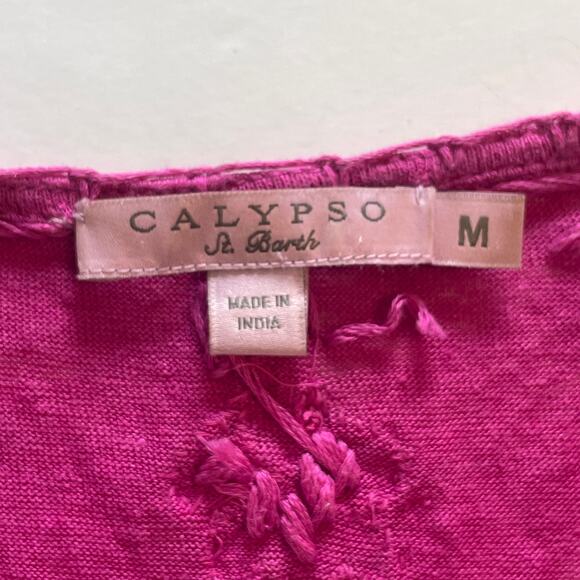 CALYPSO
St. Barth
M
MADE IN
INDIA